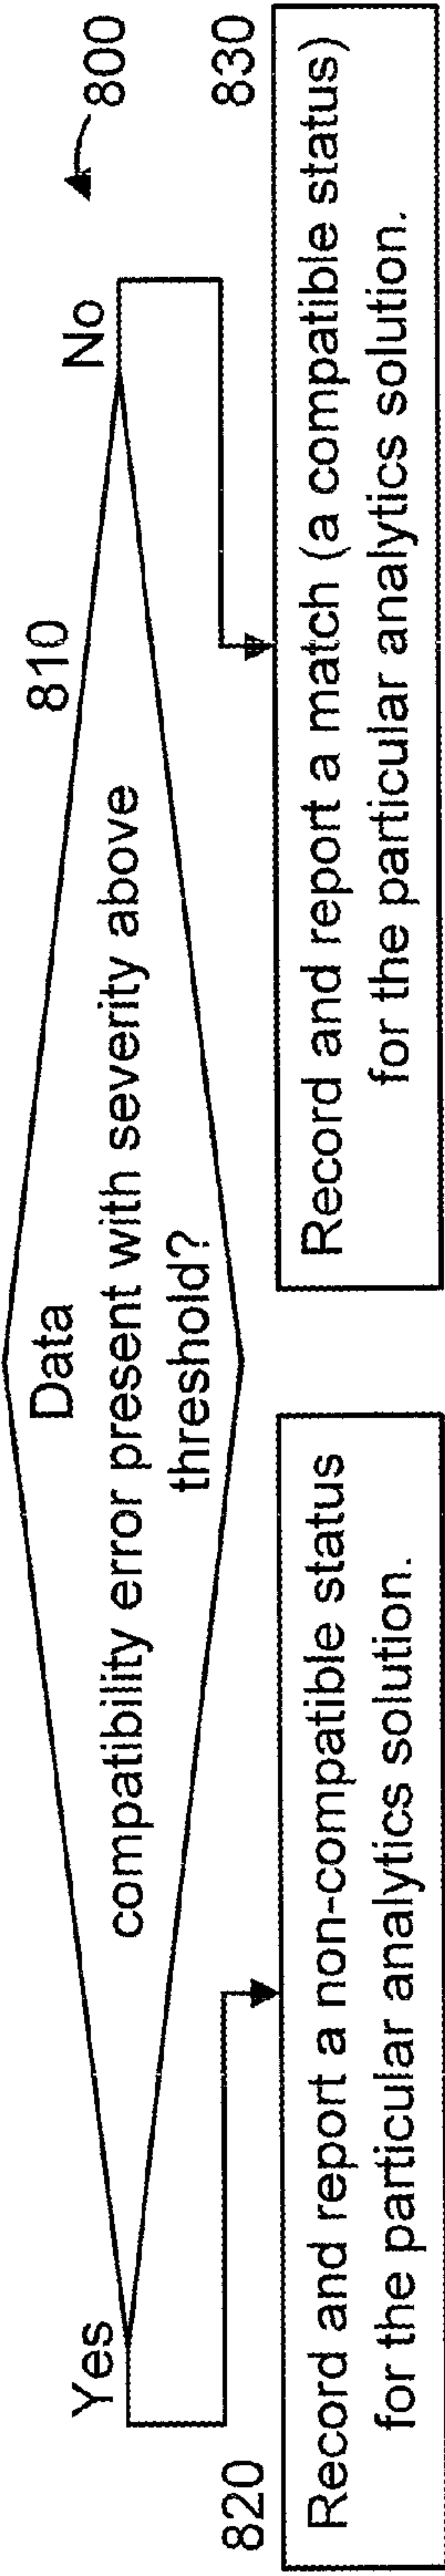 800
810
Data
compatibility error present with severity above
threshold?
Yes
No
820
Record and report a non-compatible status
for the particular analytics solution.
830
Record and report a match (a compatible status)
for the particular analytics solution.